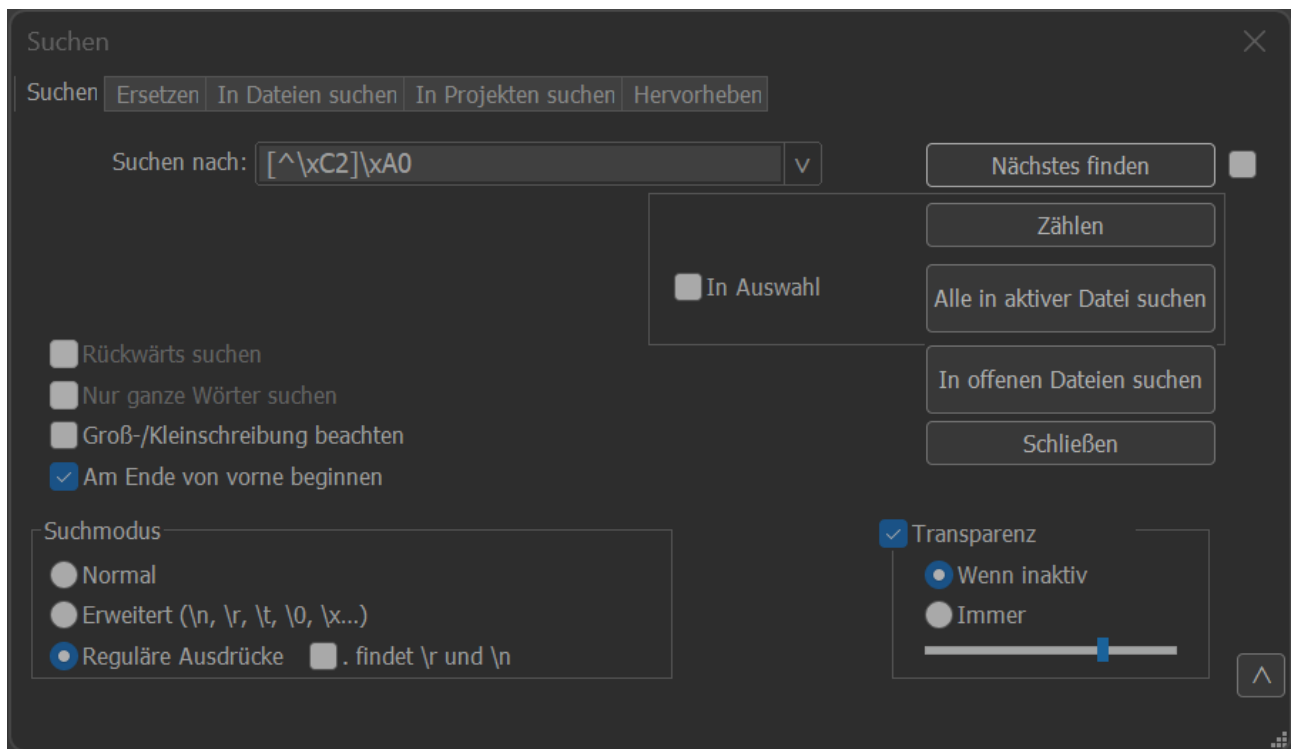 Suchen
Suchen Ersetzen In Dateien suchen In Projekten suchen Hervorheben
Suchen nach: [^\xC2]\xA0 Nächstes finden
Zählen
In Auswahl
Alle in aktiver Datei suchen
Rückwärts suchen
In offenen Dateien suchen
Nur ganze Wörter suchen
Groß-/Kleinschreibung beachten
Schließen
Am Ende von vorne beginnen
Suchmodus
Normal
Erweitert (\n, \r, \t, \0, \x...)
Reguläre Ausdrücke . findet \r und \n
Transparenz
Wenn inaktiv
Immer